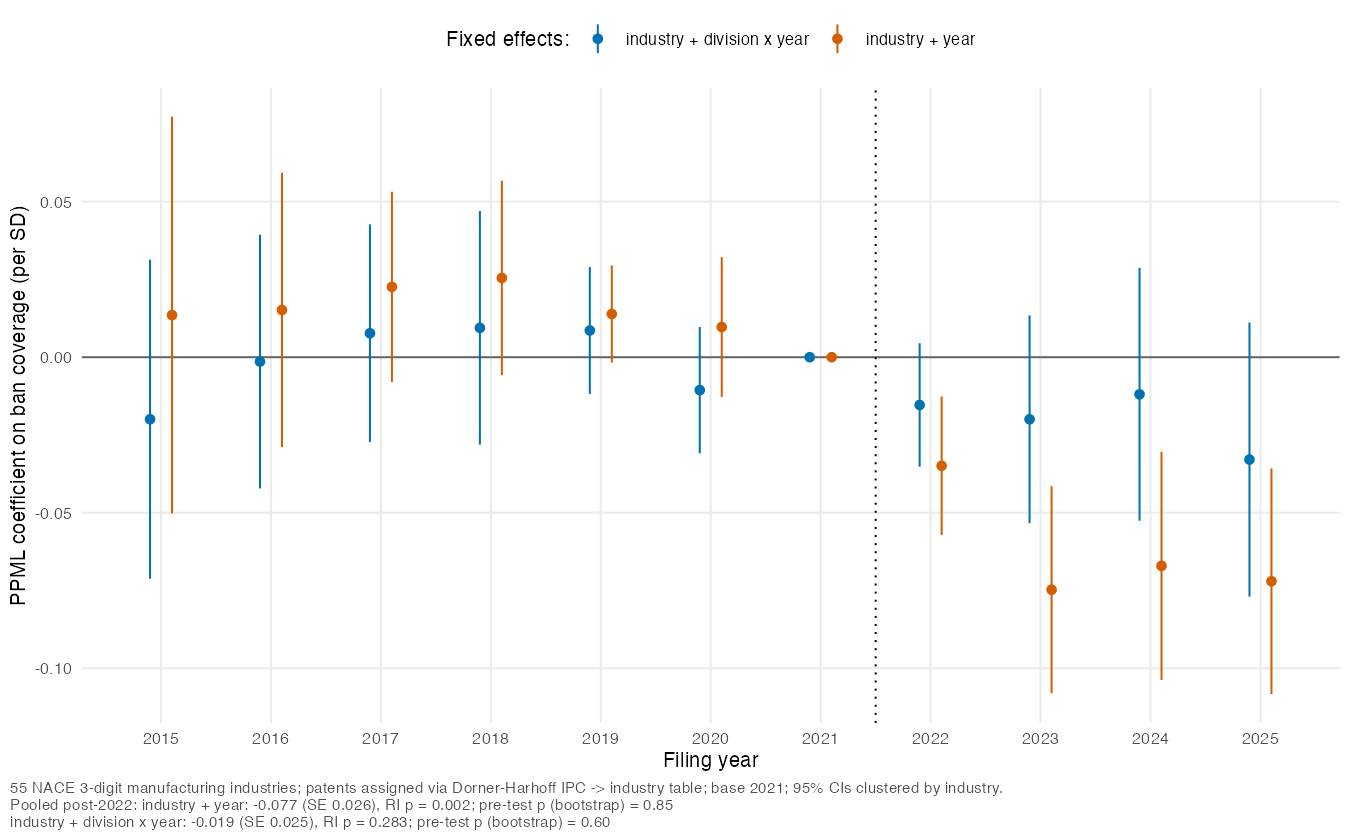 Fixed effects: industry + division x year industry + year
PPML coefficient on ban coverage (per SD)
0.05
0.00
-0.05
-0.10
2015 2016 2017 2018 2019 2020 2021 2022 2023 2024 2025
Filing year
55 NACE 3-digit manufacturing industries; patents assigned via Dorner-Harhoff IPC -> industry table; base 2021; 95% CIs clustered by industry.
Pooled post-2022: industry + year: -0.077 (SE 0.026), RI p = 0.002; pre-test p (bootstrap) = 0.85
industry + division x year: -0.019 (SE 0.025), RI p = 0.283; pre-test p (bootstrap) = 0.60